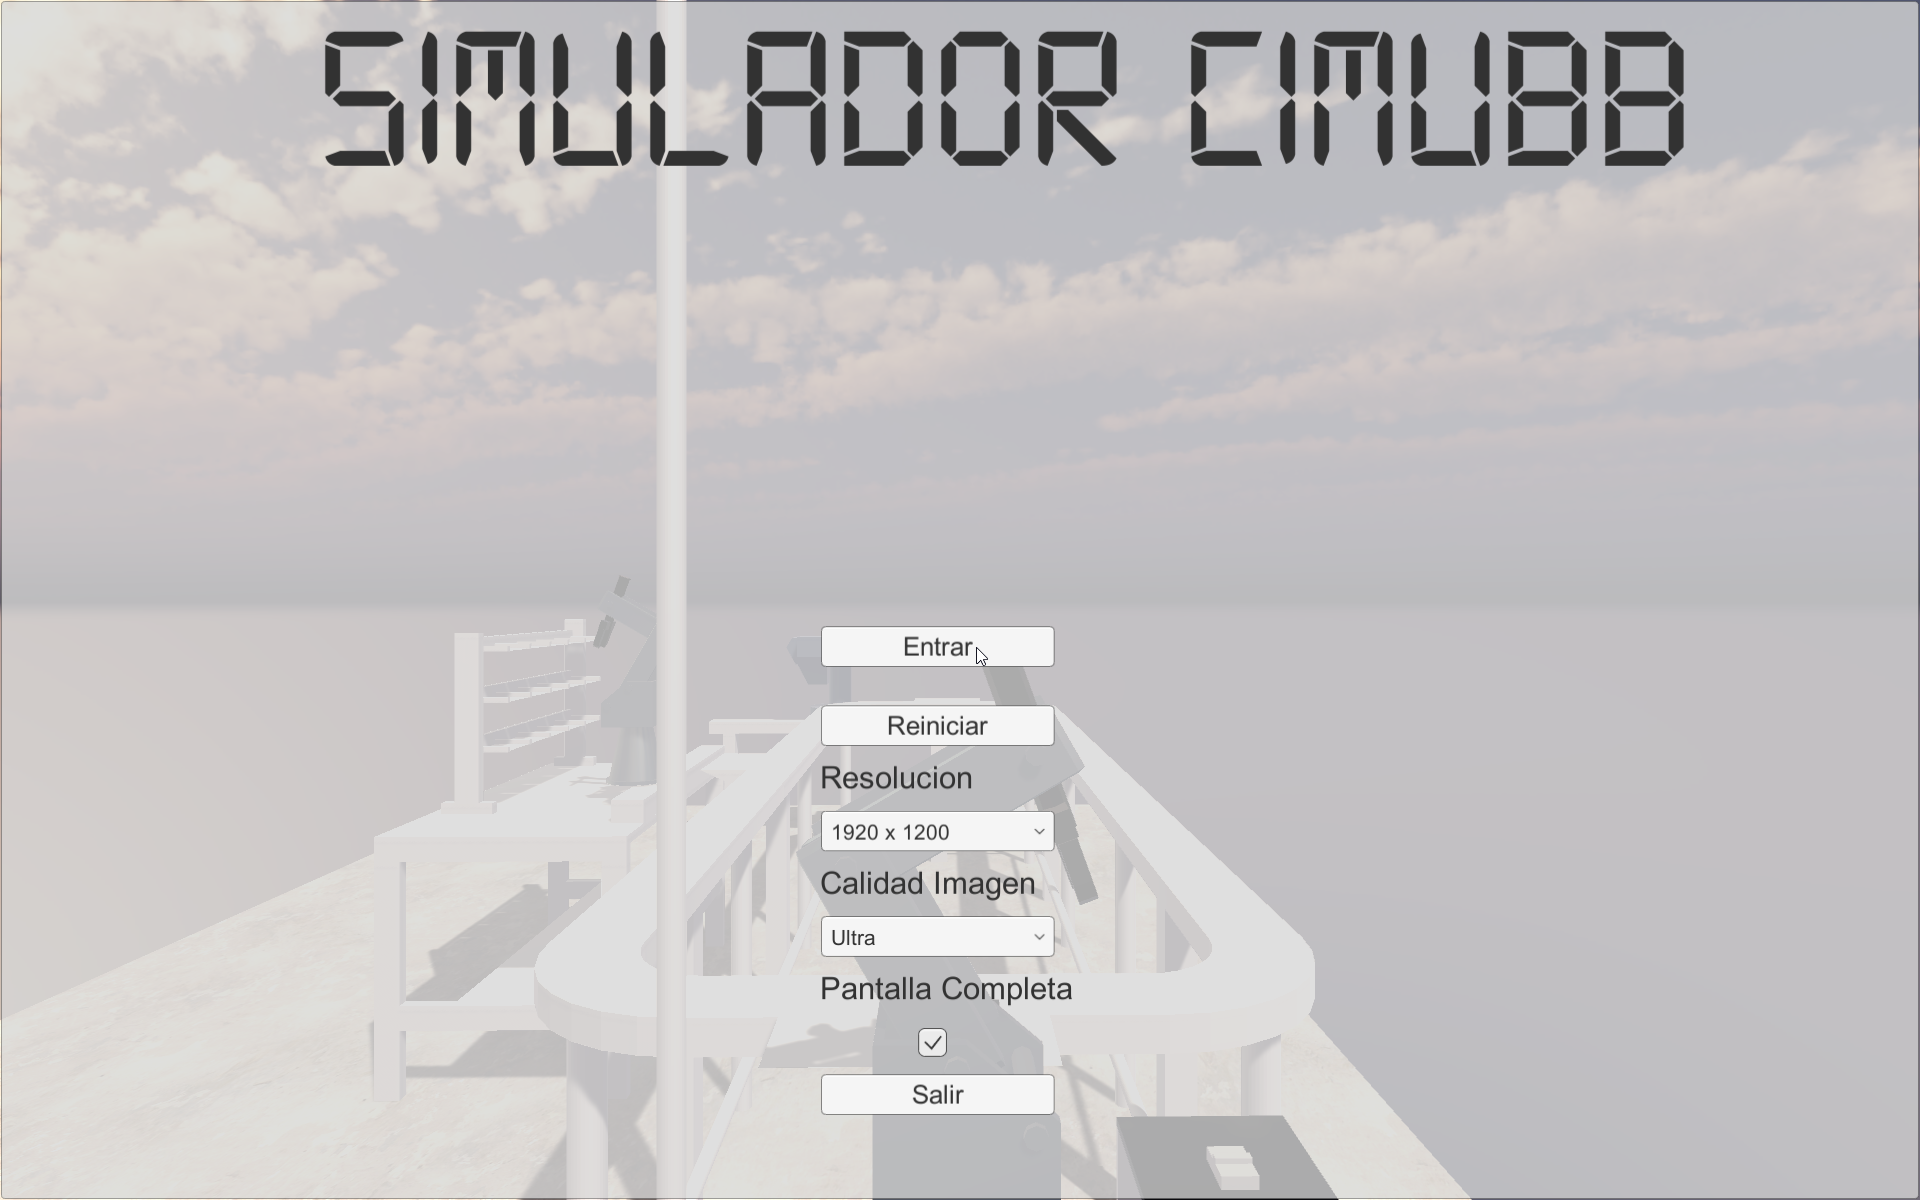 SIMULADOR CIMUBB
Entrar
Reiniciar
Resolucion
1920 x 1200
Calidad Imagen
Ultra
Pantalla Completa
Salir